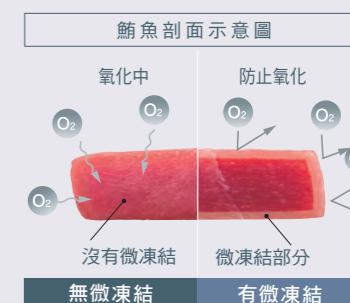 鮪魚剖面示意圖
氧化中
防止氧化
O₂
O₂
O₂
O₂
O₂
沒有微凍結
微凍結部分
無微凍結
有微凍結